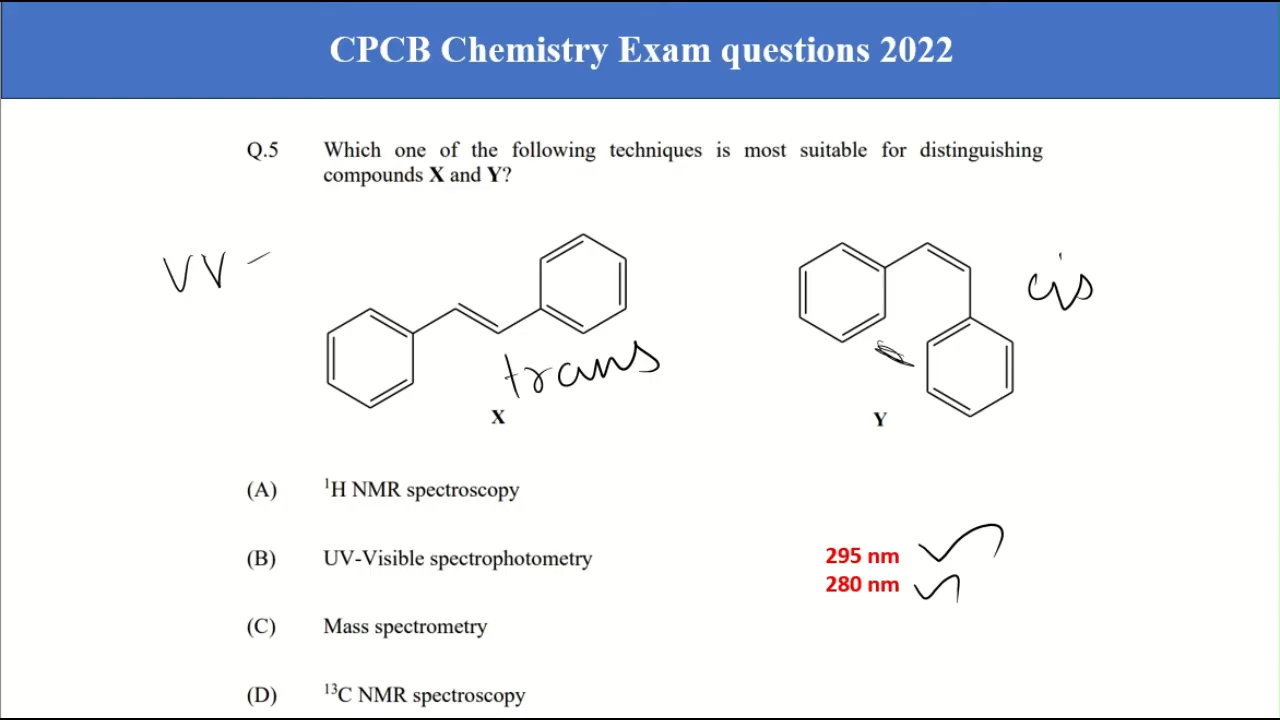 CPCB Chemistry Exam questions 2022
Q.5 Which one of the following techniques is most suitable for distinguishing
compounds X and Y?
UV -
cis
trans
X
Y
(A) ¹H NMR spectroscopy
(B) UV-Visible spectrophotometry
295 nm
280 nm
(C) Mass spectrometry
(D) ¹³C NMR spectroscopy